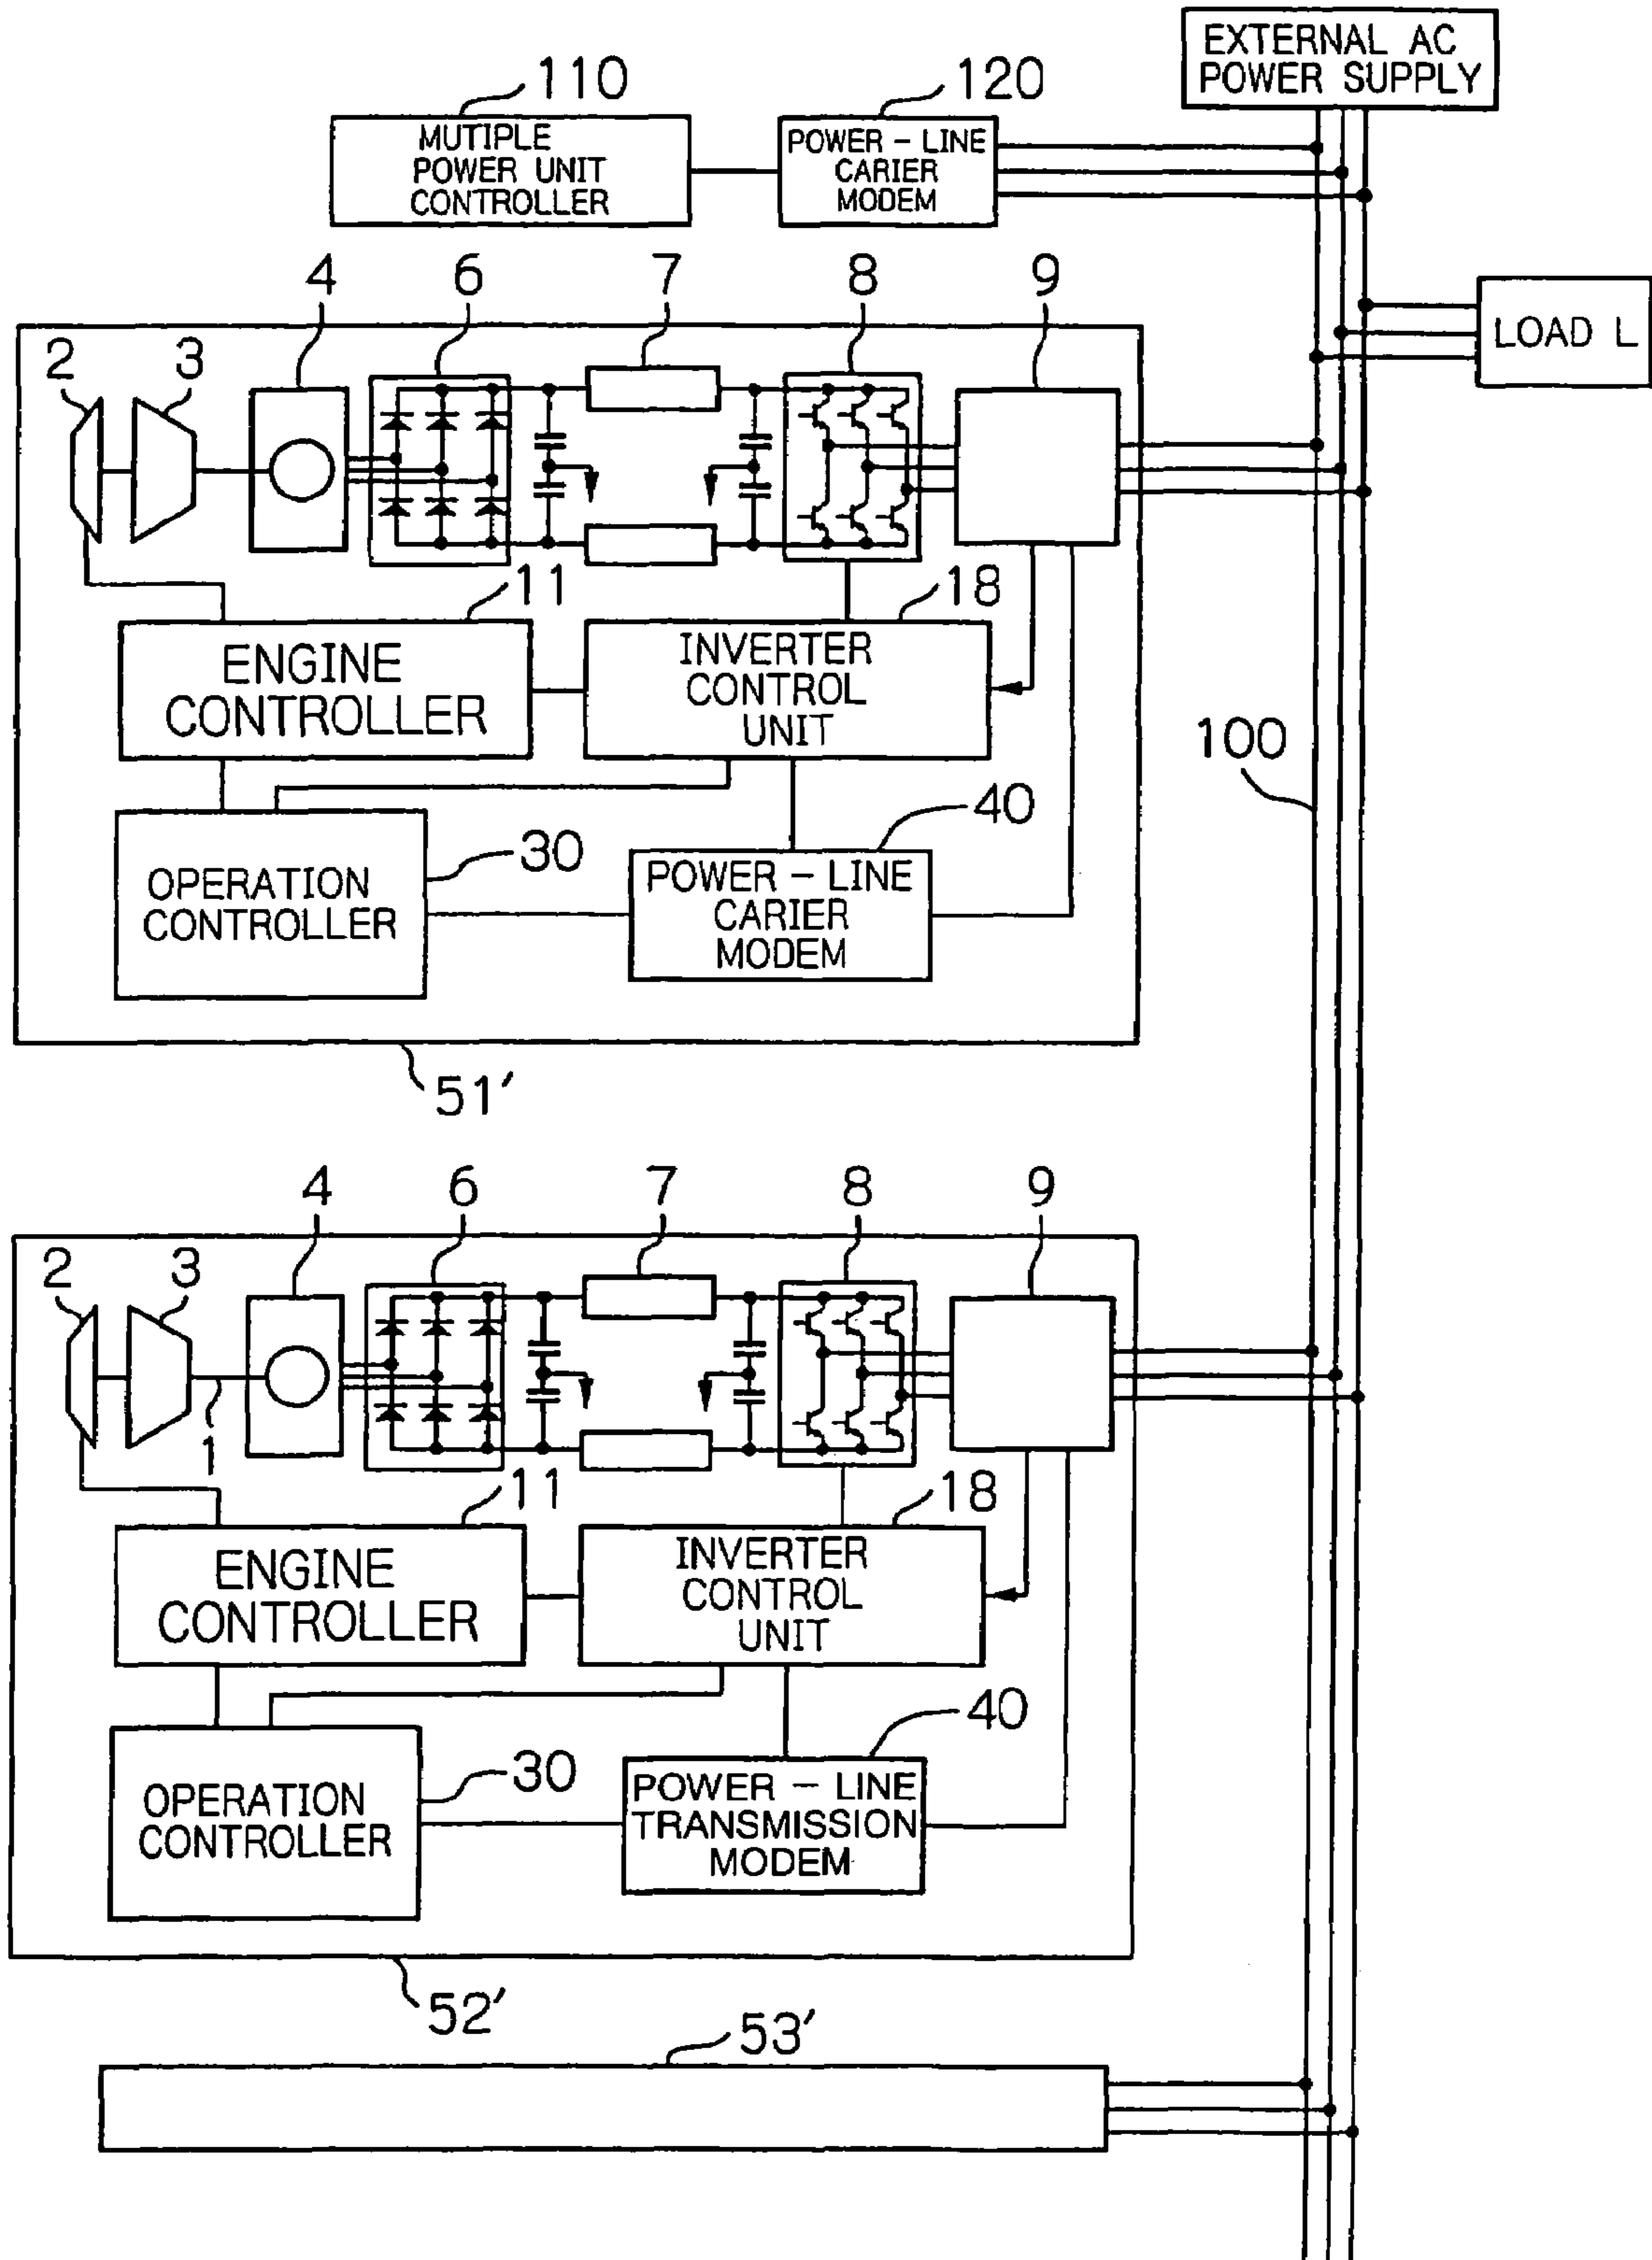 EXTERNAL AC
POWER SUPPLY
110
120
MUTIPLE
POWER UNIT
CONTROLLER
POWER – LINE
CARIER
MODEM
4
6
7
8
9
LOAD L
2
3
11
18
ENGINE
CONTROLLER
INVERTER
CONTROL
UNIT
100
40
30
OPERATION
CONTROLLER
POWER – LINE
CARIER
MODEM
51'
4
6
7
8
9
2
3
1
11
18
ENGINE
CONTROLLER
INVERTER
CONTROL
UNIT
40
30
OPERATION
CONTROLLER
POWER – LINE
TRANSMISSION
MODEM
52'
53'